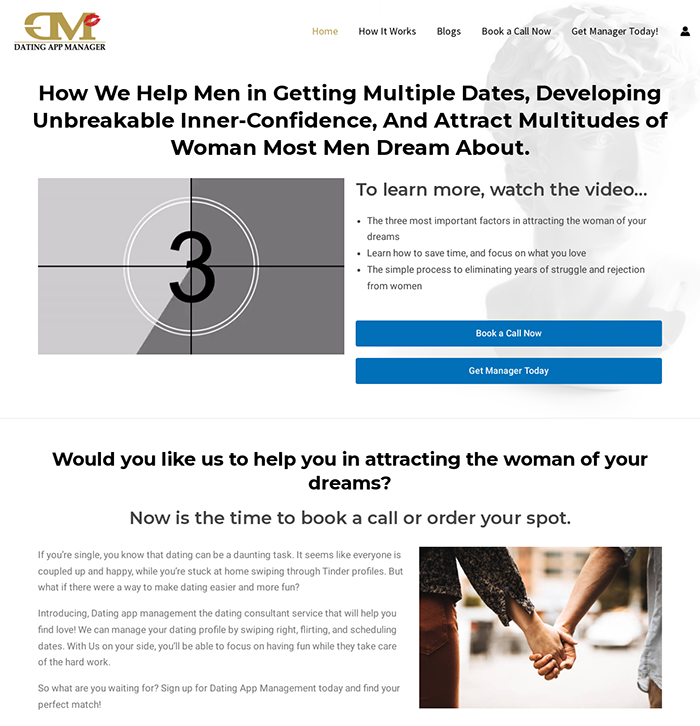 DM
DATING APP MANAGER
Home
How It Works
Blogs
Book a Call Now
Get Manager Today!
How We Help Men in Getting Multiple Dates, Developing
Unbreakable Inner-Confidence, And Attract Multitudes of
Woman Most Men Dream About.
3
To learn more, watch the video...
• The three most important factors in attracting the woman of your
dreams
• Learn how to save time, and focus on what you love
• The simple process to eliminating years of struggle and rejection
from women
Book a Call Now
Get Manager Today
Would you like us to help you in attracting the woman of your
dreams?
Now is the time to book a call or order your spot.
If you're single, you know that dating can be a daunting task. It seems like everyone is
coupled up and happy, while you're stuck at home swiping through Tinder profiles. But
what if there were a way to make dating easier and more fun?
Introducing, Dating app management the dating consultant service that will help you
find love! We can manage your dating profile by swiping right, flirting, and scheduling
dates. With Us on your side, you'll be able to focus on having fun while they take care
of the hard work.
So what are you waiting for? Sign up for Dating App Management today and find your
perfect match!